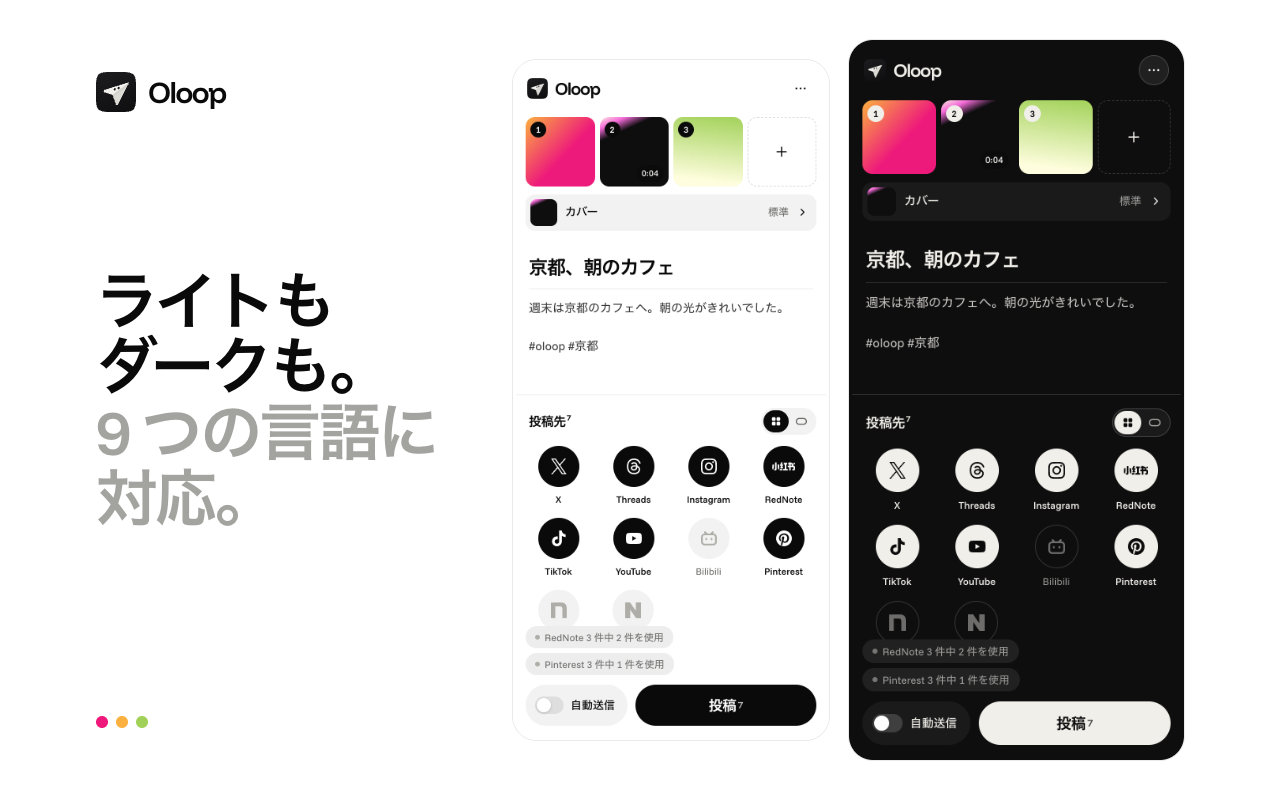 Oloop
ライトも
ダークも。
9 つの言語に
対応。
Oloop
1
2
3
0:04
カバー
標準
京都、朝のカフェ
週末は京都のカフェへ。朝の光がきれいでした。
#oloop #京都
投稿先7
X
Threads
Instagram
小红书
RedNote
TikTok
YouTube
Bilibili
Pinterest
RedNote 3 件中 2 件を使用
Pinterest 3 件中 1 件を使用
自動送信
投稿7
Oloop
1
2
3
0:04
カバー
標準
京都、朝のカフェ
週末は京都のカフェへ。朝の光がきれいでした。
#oloop #京都
投稿先7
X
Threads
Instagram
小红书
RedNote
TikTok
YouTube
Bilibili
Pinterest
RedNote 3 件中 2 件を使用
Pinterest 3 件中 1 件を使用
自動送信
投稿7